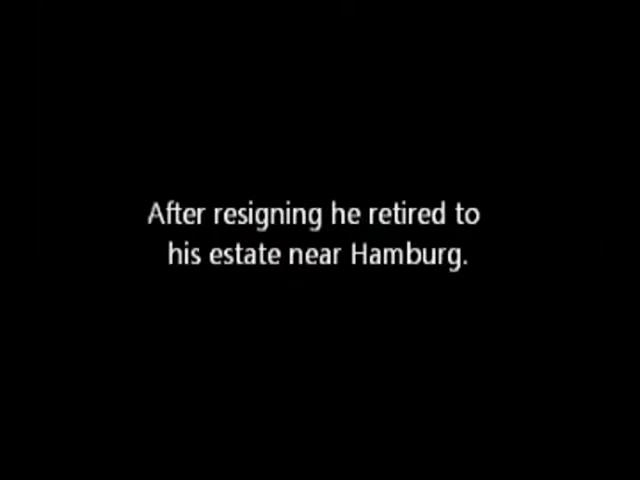 After resigning he retired to
his estate near Hamburg.